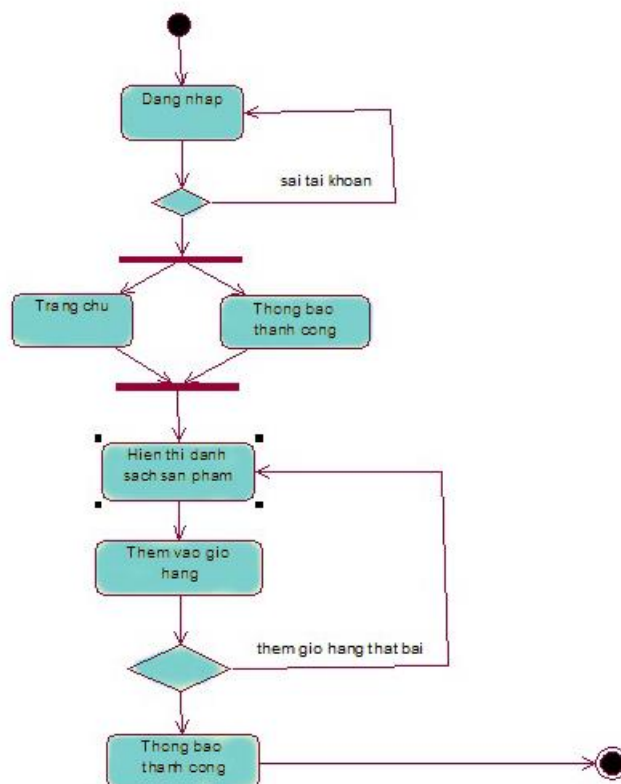 Dang nhap
sai tai khoan
Trang chu
Thong bao
thanh cong
Hien thi danh
sach san pham
Them vao gio
hang
them gio hang that bai
Thong bao
thanh cong